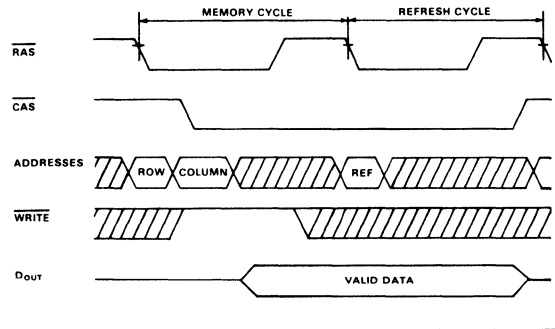 MEMORY CYCLE REFRESH CYCLE
RAS
CAS
ADDRESSES ROW COLUMN REF
WRITE
DOUT VALID DATA